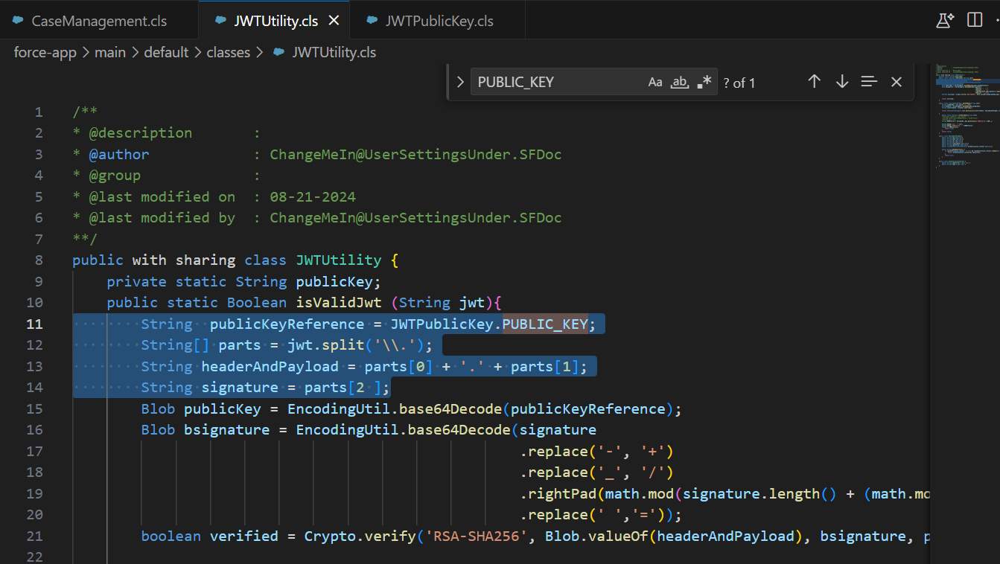 CaseManagement.cls
JWTUtility.cls
JWTPublicKey.cls
force-app > main > default > classes > JWTUtility.cls
PUBLIC_KEY Aa ab .* ? of 1
1 /**
2 * @description :
3 * @author : ChangeMeIn@UserSettingsUnder.SFDoc
4 * @group :
5 * @last modified on : 08-21-2024
6 * @last modified by : ChangeMeIn@UserSettingsUnder.SFDoc
7 **/
8 public with sharing class JWTUtility {
9 private static String publicKey;
10 public static Boolean isValidJwt (String jwt){
11 String  publicKeyReference = JWTPublicKey.PUBLIC_KEY;
12 String[] parts = jwt.split('\\.');
13 String headerAndPayload = parts[0] + '.' + parts[1];
14 String signature = parts[2 ];
15 Blob publicKey = EncodingUtil.base64Decode(publicKeyReference);
16 Blob bsignature = EncodingUtil.base64Decode(signature
17 .replace('-', '+')
18 .replace('_', '/')
19 .rightPad(math.mod(signature.length() + (math.mo
20 .replace(' ','='));
21 boolean verified = Crypto.verify('RSA-SHA256', Blob.valueOf(headerAndPayload), bsignature, p
22